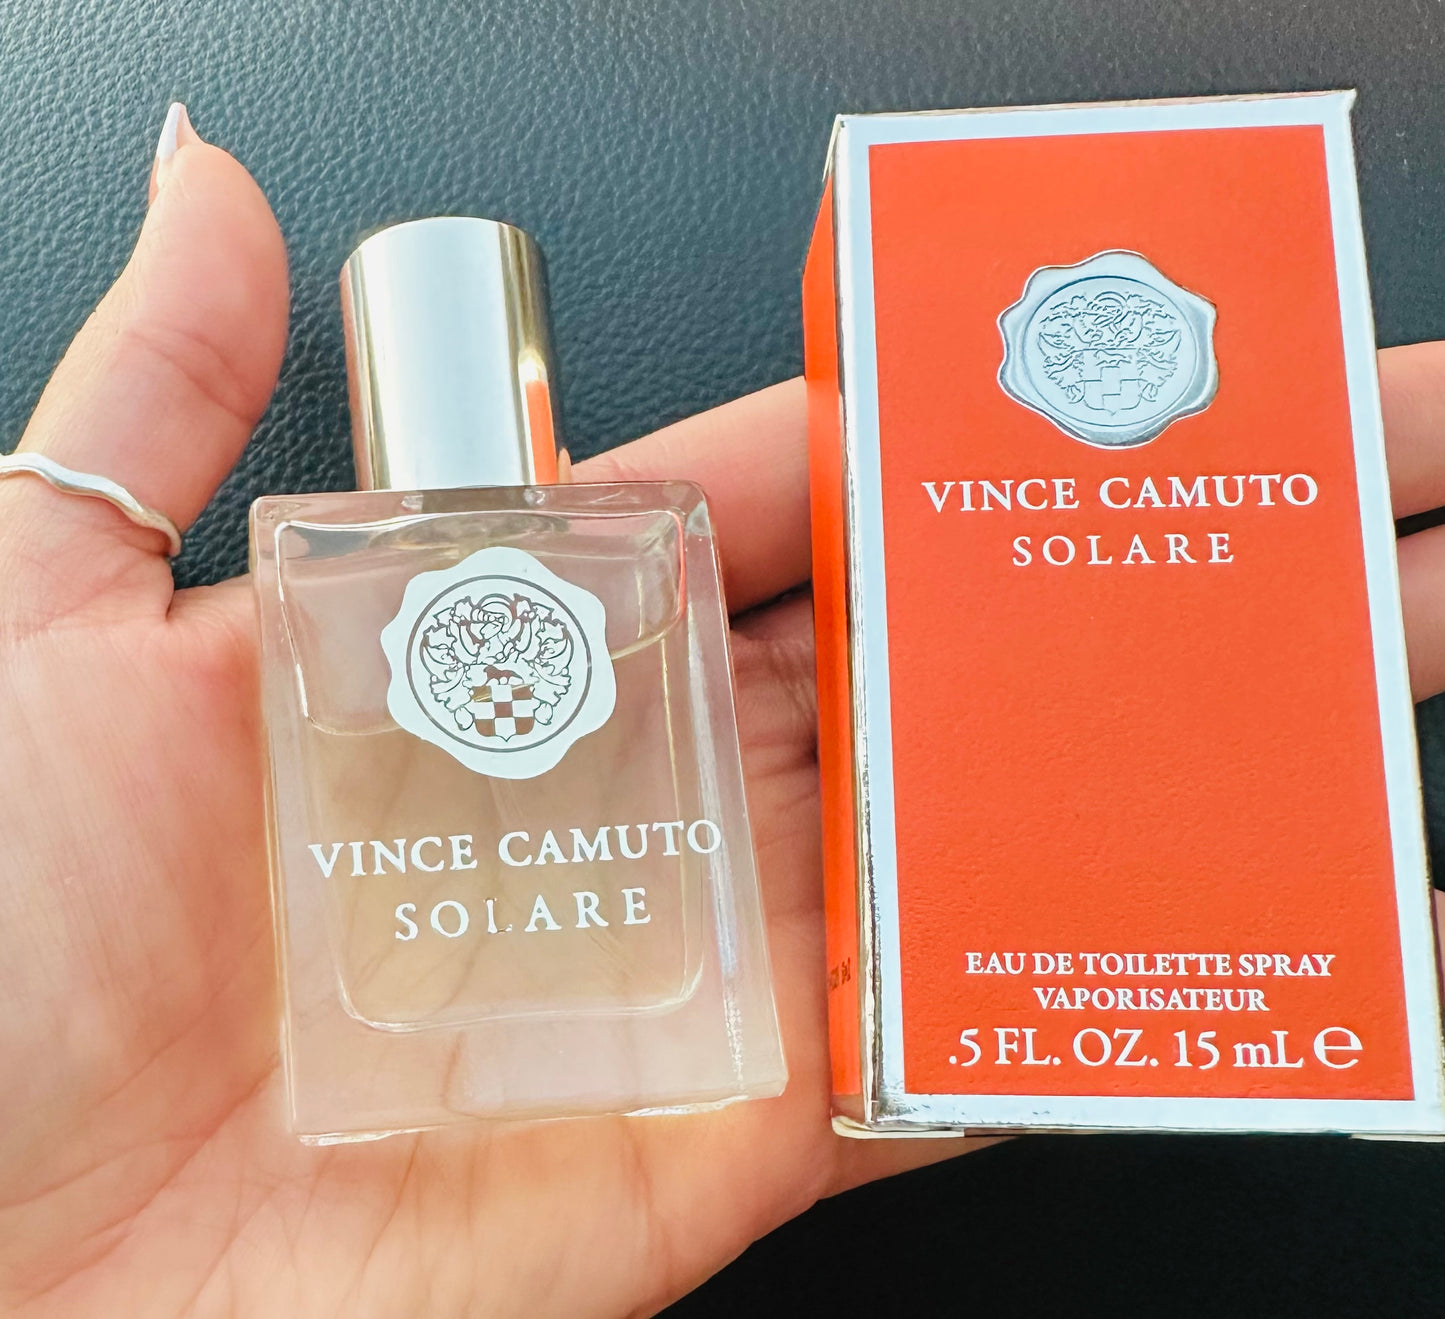 VINCE CAMUTO
SOLARE
VINCE CAMUTO
SOLARE
EAU DE TOILETTE SPRAY
VAPORISATEUR
.5 FL. OZ. 15 mL ℮